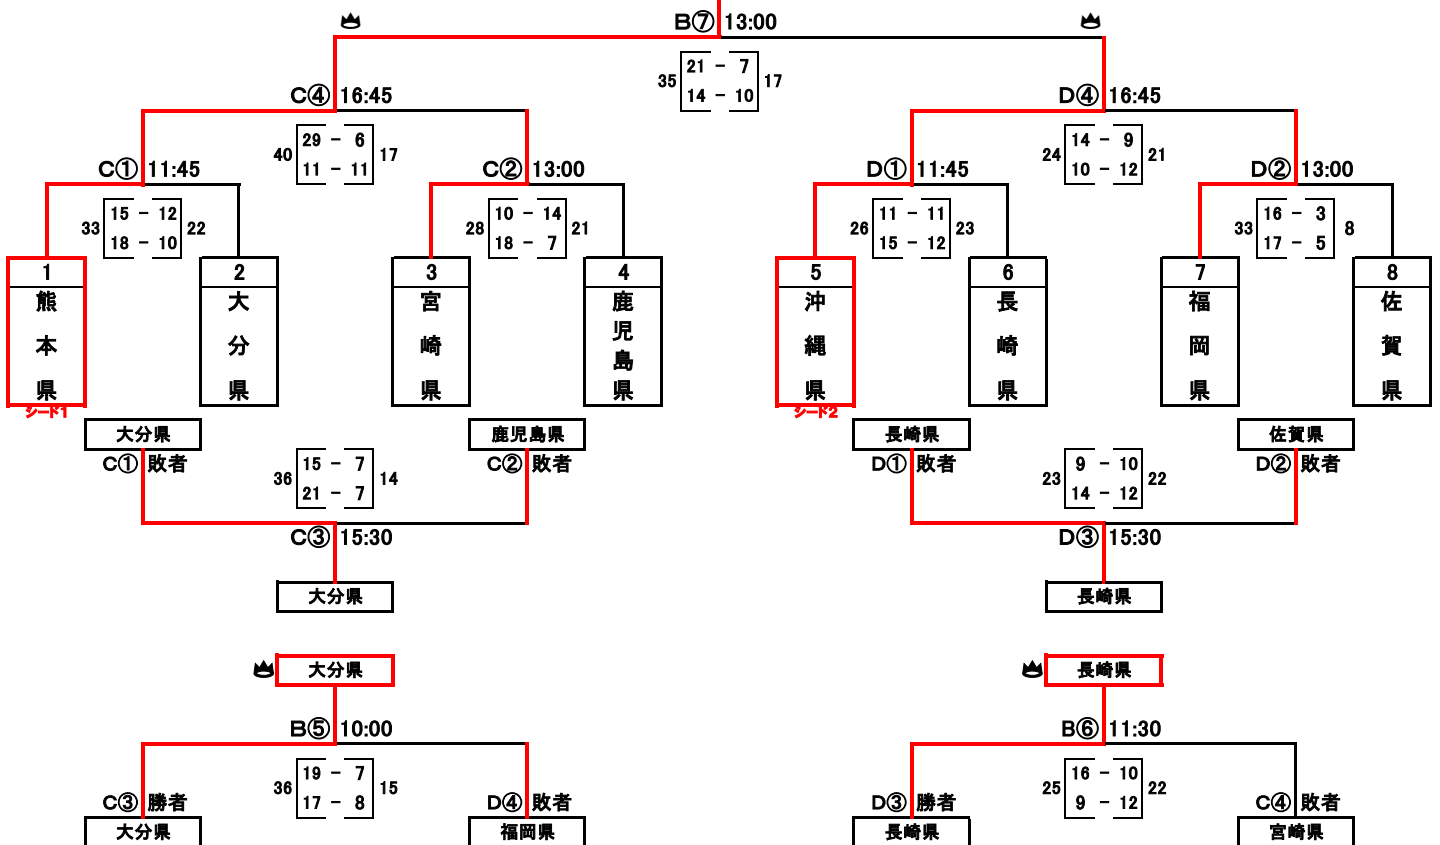 B⑦ 13:00
35 21 - 7 17
14 - 10
C④ 16:45
D④ 16:45
40 29 - 6 17
11 - 11
24 14 - 9 21
10 - 12
C① 11:45
C② 13:00
D① 11:45
D② 13:00
33 15 - 12 22
18 - 10
28 10 - 14 21
18 - 7
26 11 - 11 23
15 - 12
33 16 - 3 8
17 - 5
1
熊本県
シード1
2
大分県
3
宮崎県
4
鹿児島県
5
沖縄県
シード2
6
長崎県
7
福岡県
8
佐賀県
大分県
C① 敗者
鹿児島県
C② 敗者
長崎県
D① 敗者
佐賀県
D② 敗者
36 15 - 7 14
21 - 7
23 9 - 10 22
14 - 12
C③ 15:30
D③ 15:30
大分県
長崎県
大分県
長崎県
B⑤ 10:00
B⑥ 11:30
36 19 - 7 15
17 - 8
25 16 - 10 22
9 - 12
C③ 勝者
D④ 敗者
D③ 勝者
C④ 敗者
大分県
福岡県
長崎県
宮崎県